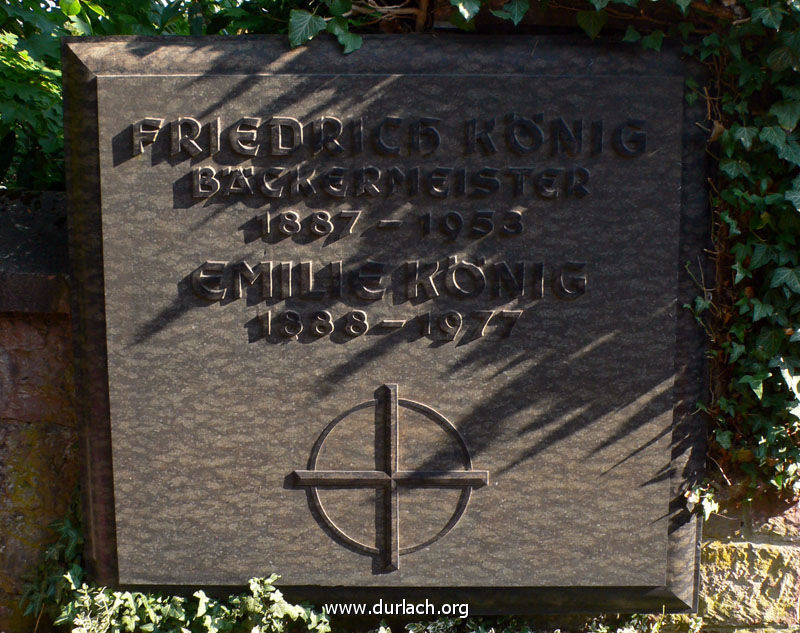 FRIEDRICH KÖNIG
BÄCKERMEISTER
1887 – 1953
EMILIE KÖNIG
1888 – 1977
www.durlach.org